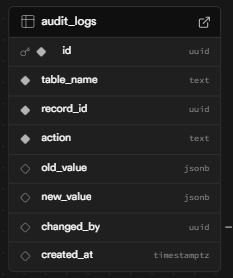 audit_logs
id uuid
table_name text
record_id uuid
action text
old_value jsonb
new_value jsonb
changed_by uuid
created_at timestamptz